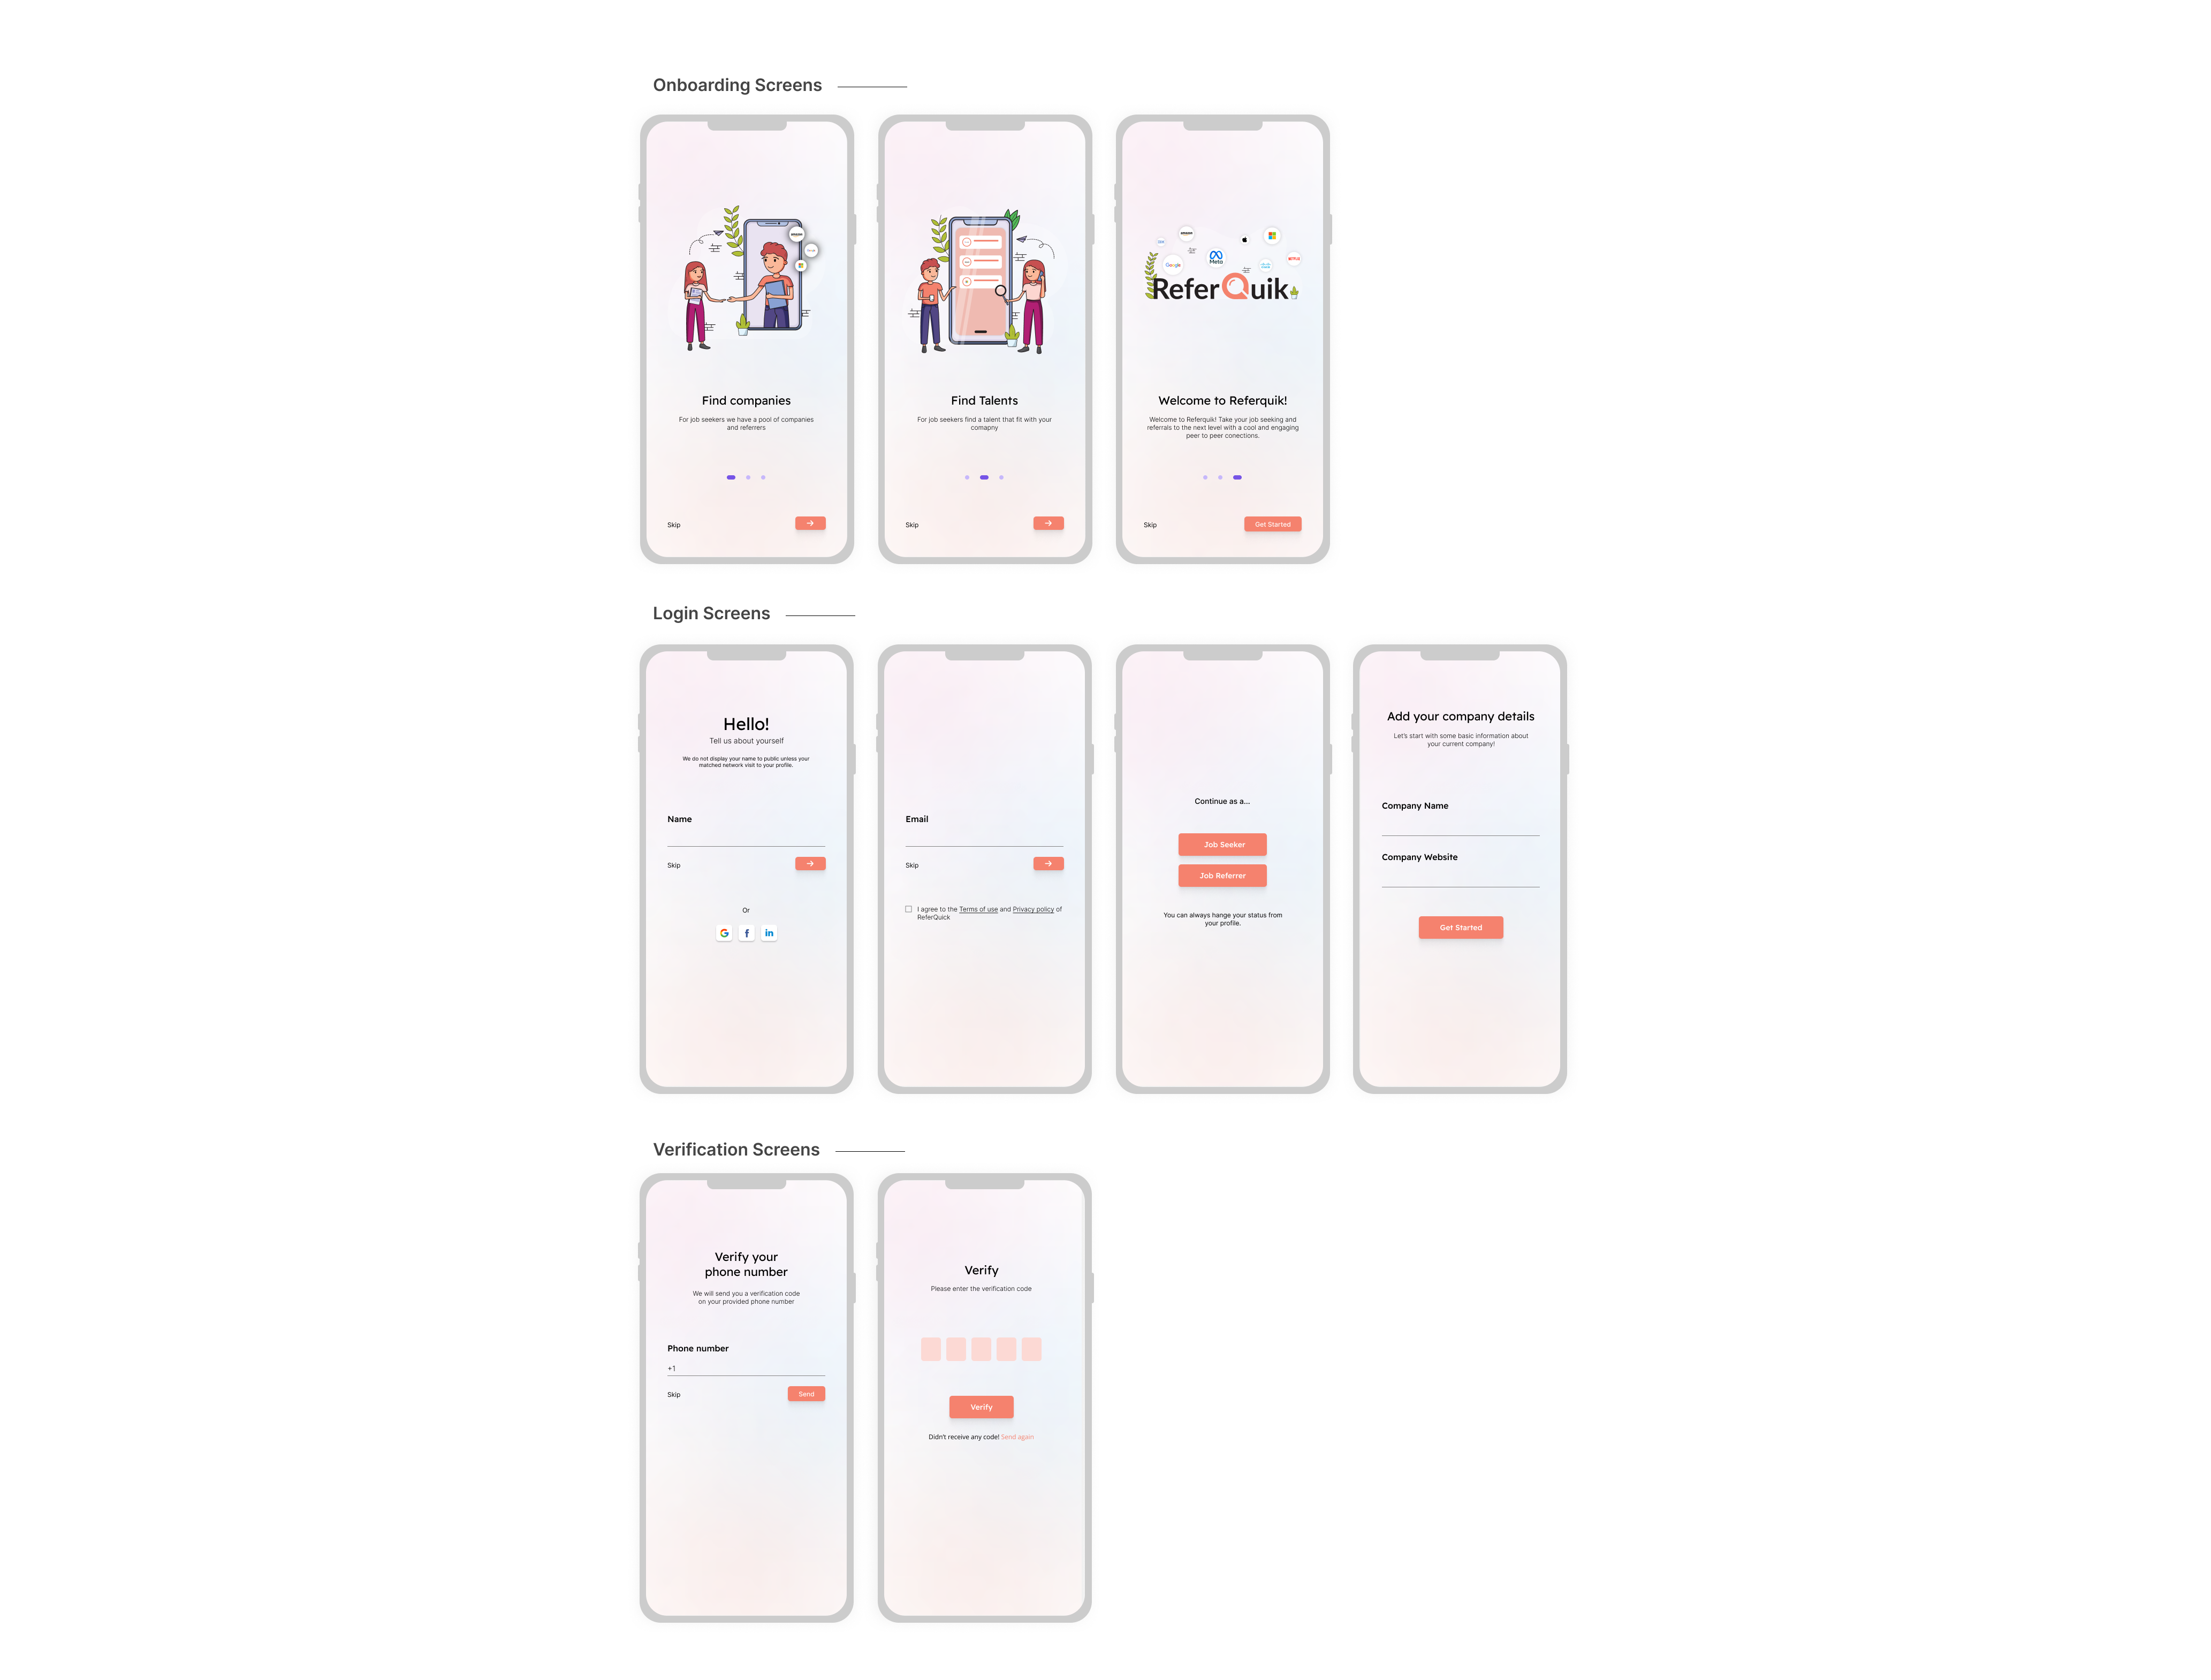 Onboarding Screens
amazon
Find companies
For job seekers we have a pool of companies
and referrers
Skip
Find Talents
For job seekers find a talent that fit with your
comapny
Skip
amazon
Google
Meta
ReferQuik
Welcome to Referquik!
Welcome to Referquik! Take your job seeking and
referrals to the next level with a cool and engaging
peer to peer conections.
Skip
Get Started
Login Screens
Hello!
Tell us about yourself
We do not display your name to public unless your
matched network visit to your profile.
Name
Skip
Or
G
f
in
Email
Skip
I agree to the Terms of use and Privacy policy of
ReferQuick
Continue as a...
Job Seeker
Job Referrer
You can always hange your status from
your profile.
Add your company details
Let's start with some basic information about
your current company!
Company Name
Company Website
Get Started
Verification Screens
Verify your
phone number
We will send you a verification code
on your provided phone number
Phone number
+1
Skip
Send
Verify
Please enter the verification code
Verify
Didn't receive any code! Send again